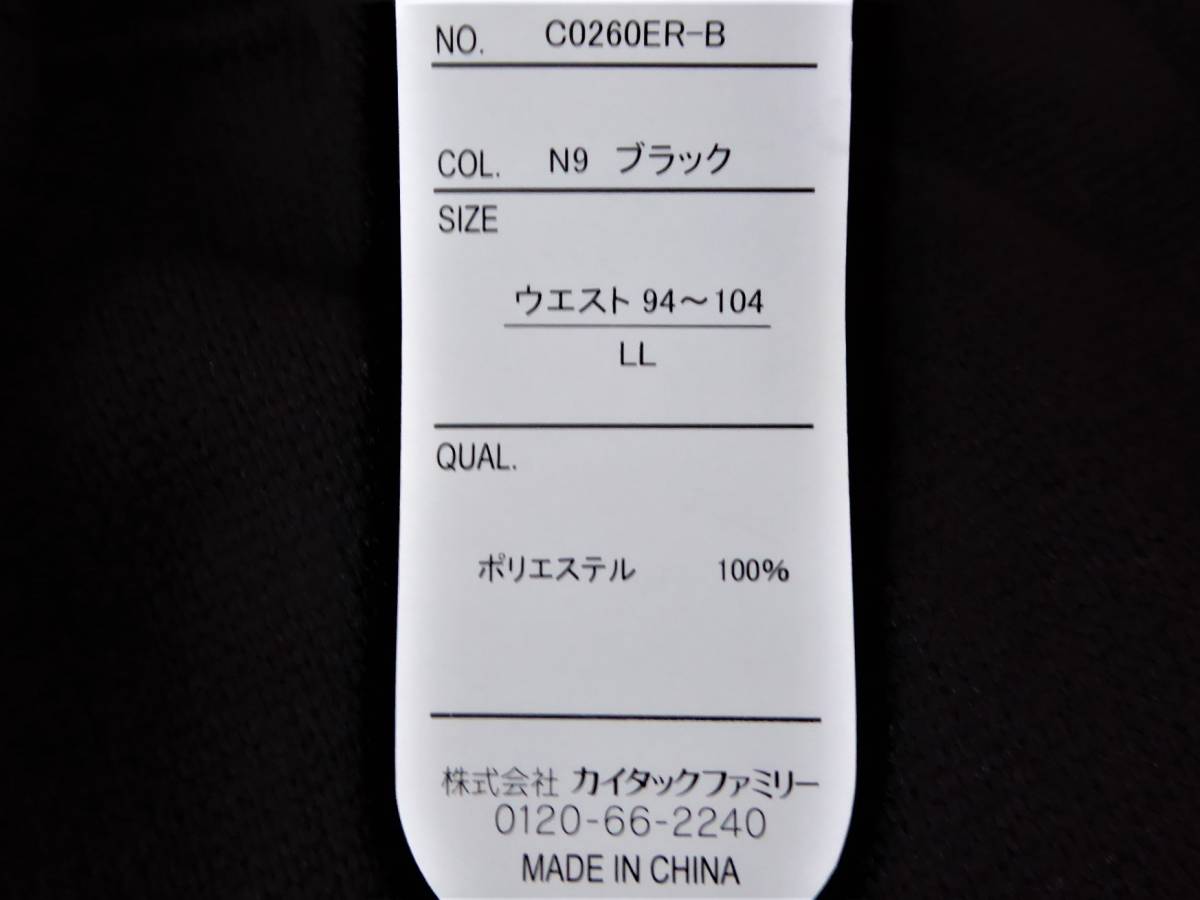 NO. C0260ER-B
COL. N9 ブラック
SIZE
ウエスト 94～104
LL
QUAL.
ポリエステル 100%
株式会社 カイタックファミリー
0120-66-2240
MADE IN CHINA